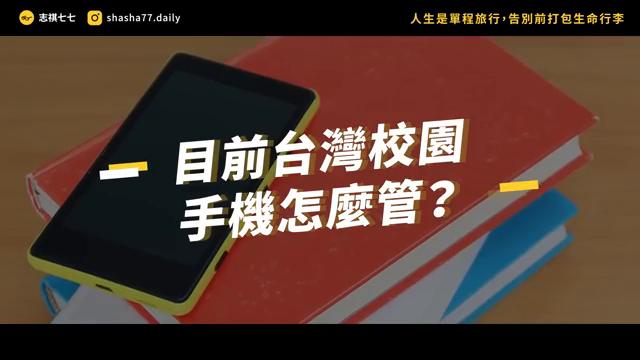 志祺七七
shasha77.daily
人生是單程旅行,告別前打包生命行李
目前台灣校園
手機怎麼管?